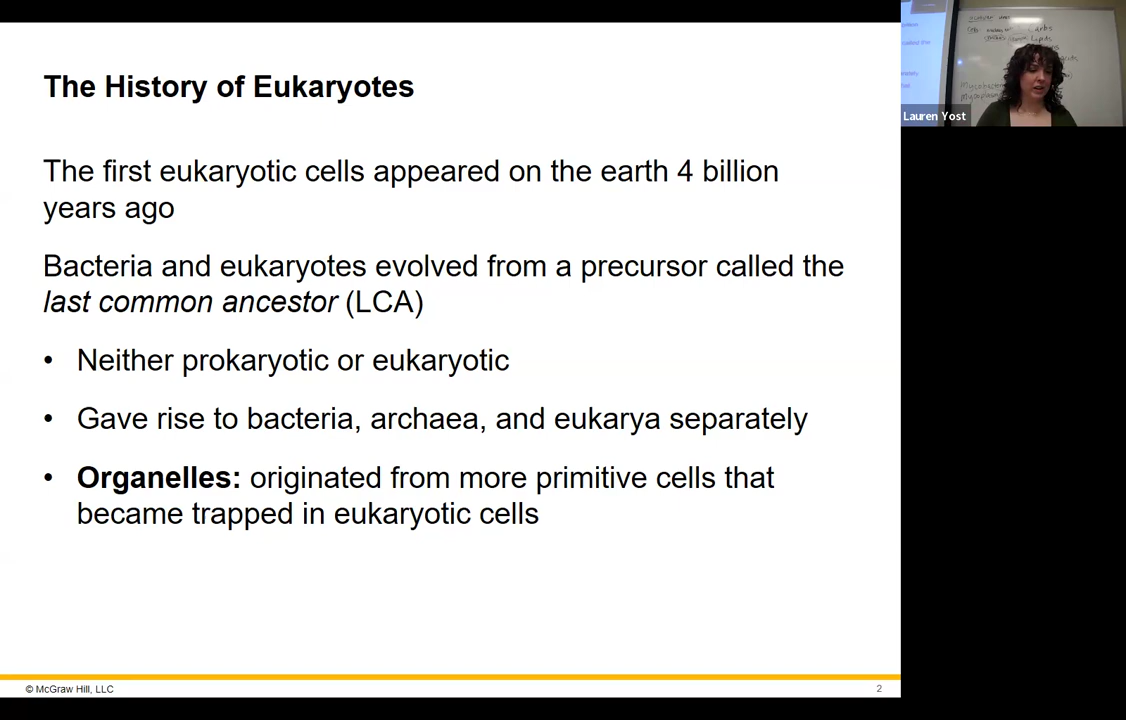 The History of Eukaryotes
The first eukaryotic cells appeared on the earth 4 billion
years ago
Bacteria and eukaryotes evolved from a precursor called the
last common ancestor (LCA)
• Neither prokaryotic or eukaryotic
• Gave rise to bacteria, archaea, and eukarya separately
• Organelles: originated from more primitive cells that
became trapped in eukaryotic cells
© McGraw Hill, LLC
2
Carbs
Lipids
Lauren Yost